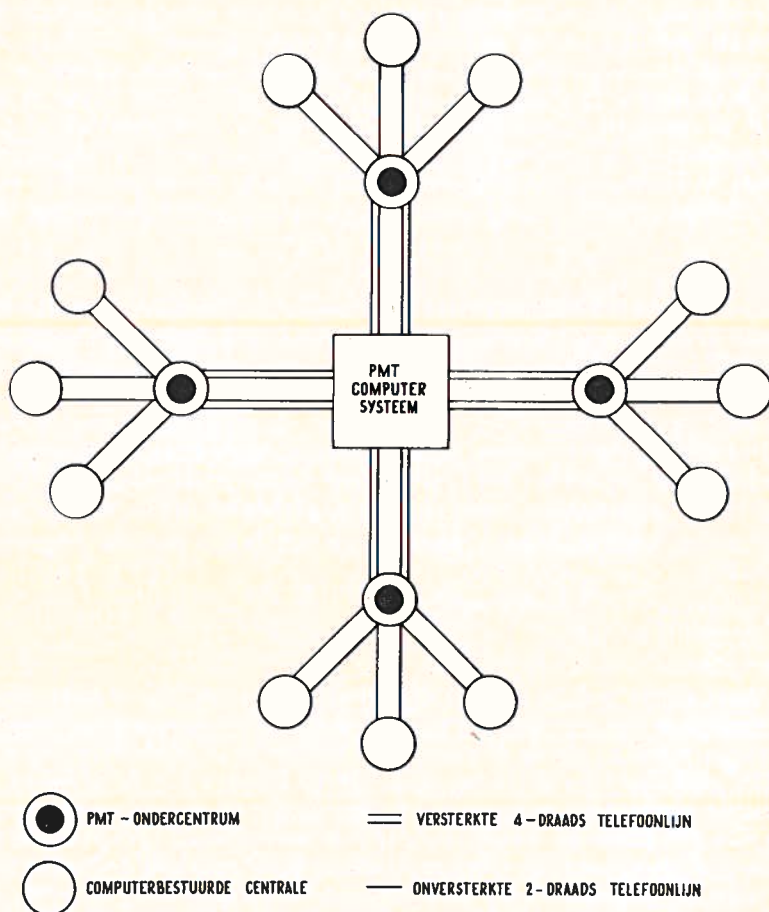 PMT
COMPUTER
SYSTEEM
PMT - ONDERCENTRUM
VERSTERKTE 4-DRAADS TELEFOONLIJN
COMPUTERBESTUURDE CENTRALE
ONVERSTERKTE 2-DRAADS TELEFOONLIJN